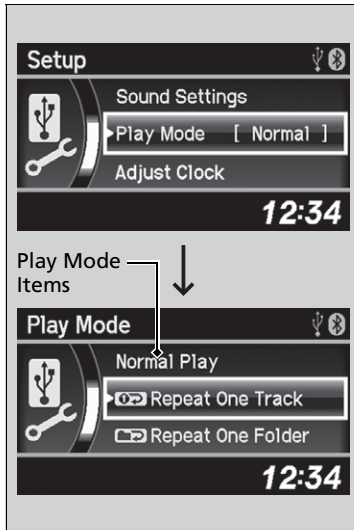 Setup
Sound Settings
Play Mode [ Normal ]
Adjust Clock
12:34
Play Mode
Items
Play Mode
Normal Play
Repeat One Track
Repeat One Folder
12:34